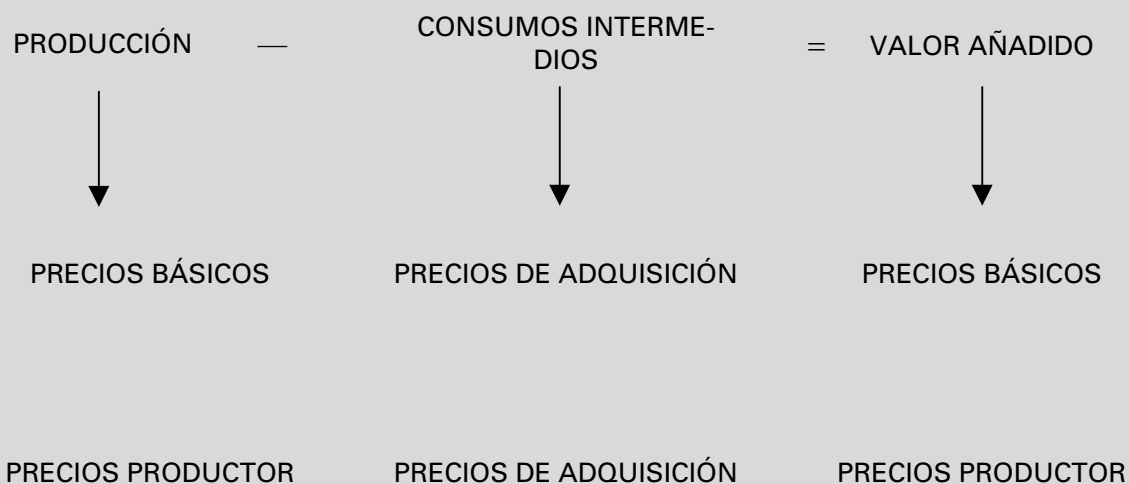 PRODUCCIÓN — CONSUMOS INTERME-
DIOS = VALOR AÑADIDO
PRECIOS BÁSICOS PRECIOS DE ADQUISICIÓN PRECIOS BÁSICOS
PRECIOS PRODUCTOR PRECIOS DE ADQUISICIÓN PRECIOS PRODUCTOR